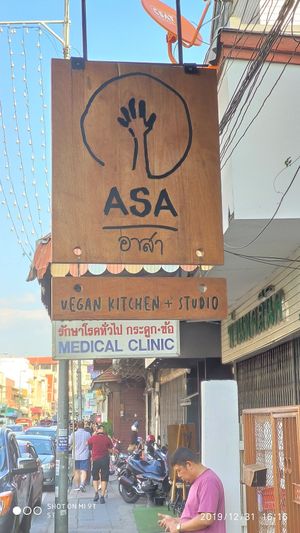 CSAT
ASA
อาสา
VEGAN KITCHEN + STUDIO
รักษาโรคทั่วไป กระดูก-ข้อ
MEDICAL CLINIC
SHOT ON MI 9T
2019/12/31 16:16